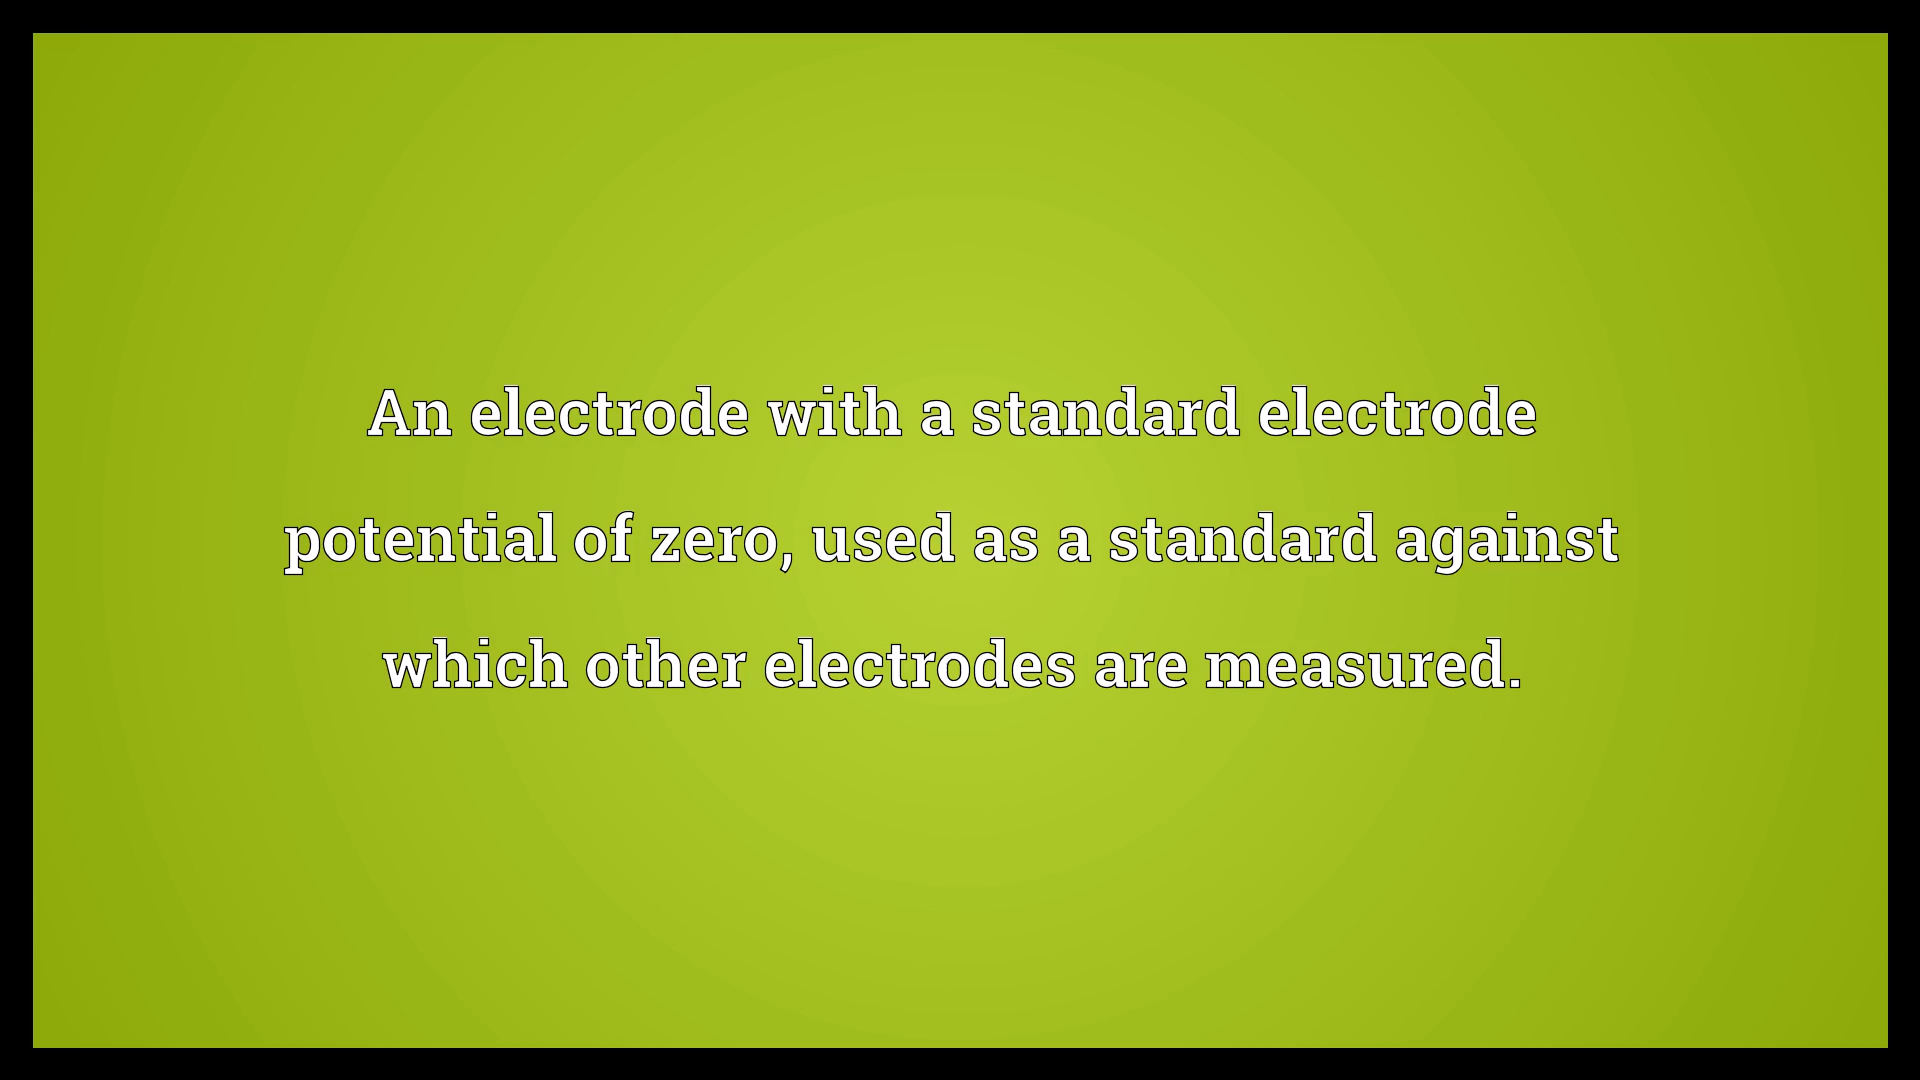 An electrode with a standard electrode
potential of zero, used as a standard against
which other electrodes are measured.